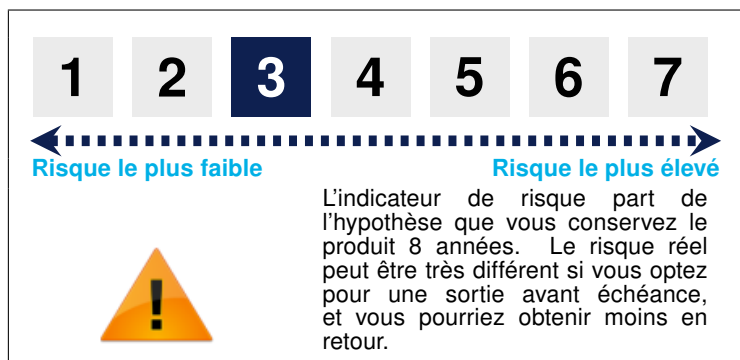 1 2 3 4 5 6 7
Risque le plus faible Risque le plus élevé
L'indicateur de risque part de
l'hypothèse que vous conservez le
produit 8 années. Le risque réel
peut être très différent si vous optez
pour une sortie avant échéance,
et vous pourriez obtenir moins en
retour.
!